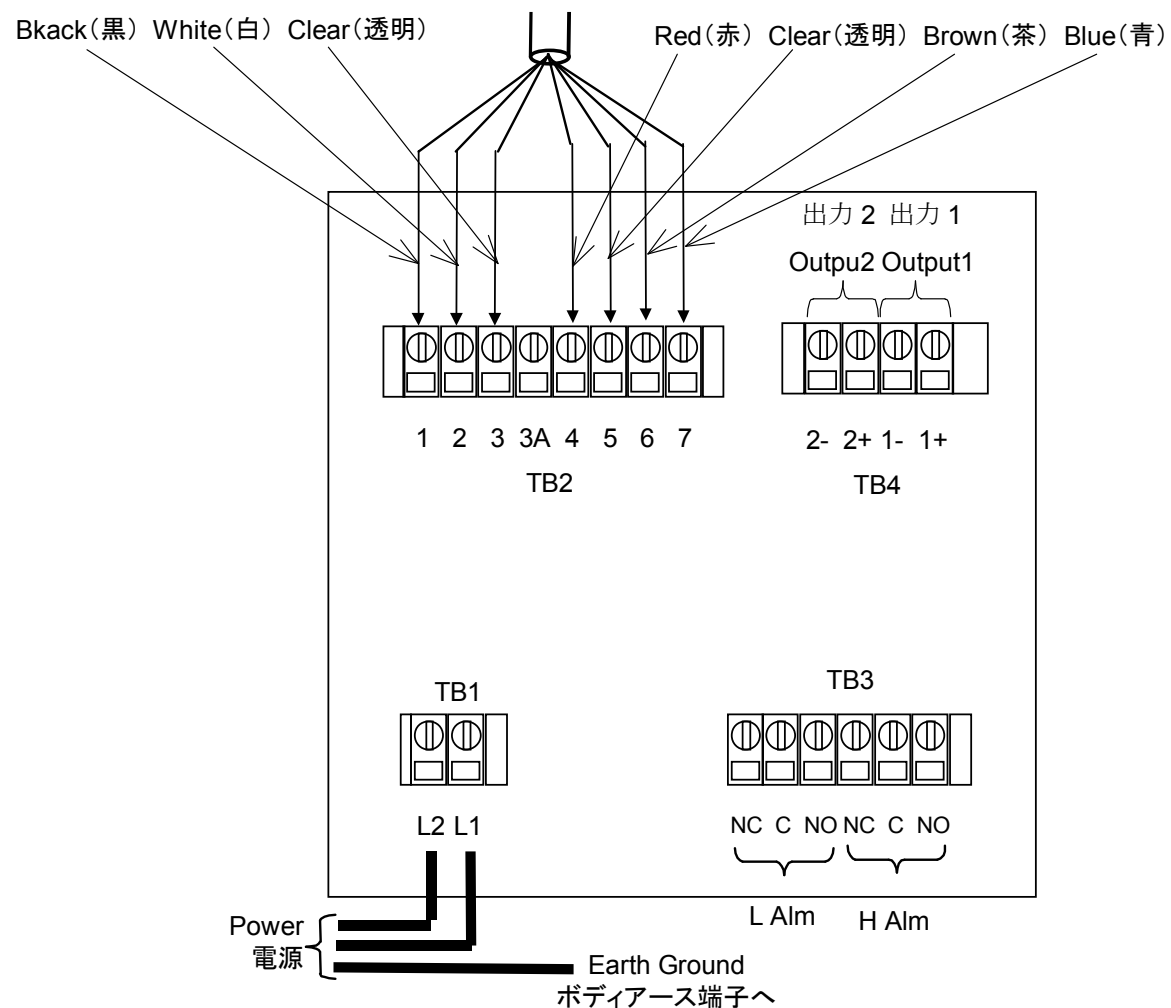 Bkack（黒） White（白） Clear（透明）
Red（赤） Clear（透明） Brown（茶） Blue（青）
出力 2 出力 1
Outpu2 Output1
1 2 3 3A 4 5 6 7
TB2
2- 2+ 1- 1+
TB4
TB1
L2 L1
TB3
NC C NO NC C NO
L Alm H Alm
Power
電源
Earth Ground
ボディアース端子へ